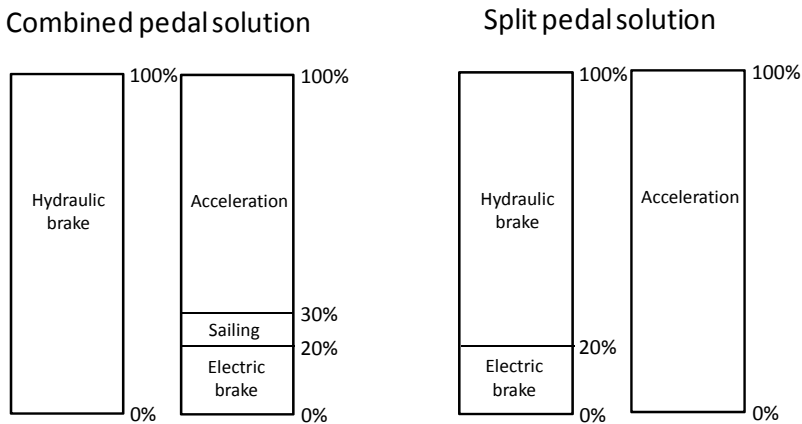 Combined pedal solution
Split pedal solution
100%
Hydraulic
brake
0%
100%
Acceleration
30%
Sailing
20%
Electric
brake
0%
100%
Hydraulic
brake
20%
Electric
brake
0%
100%
Acceleration
0%